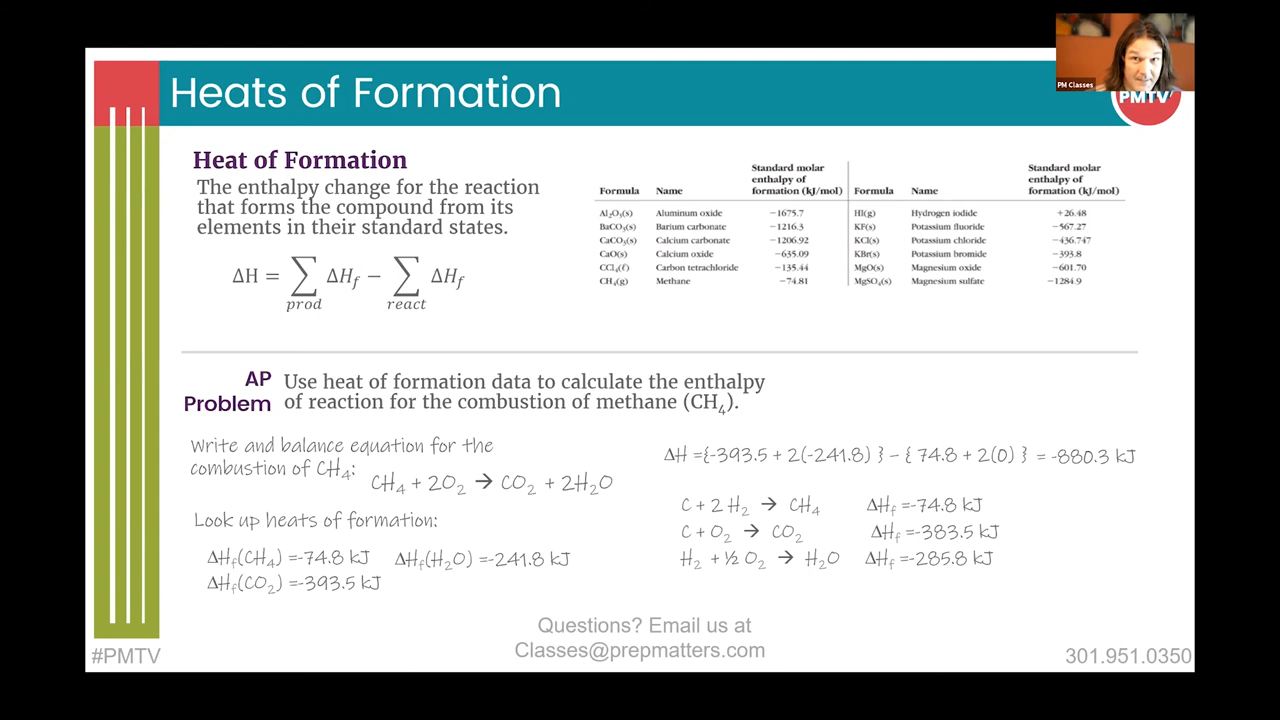 Heats of Formation
PM Classes
PMTV
Heat of Formation
The enthalpy change for the reaction
that forms the compound from its
elements in their standard states.
ΔH = ∑ ΔH_f − ∑ ΔH_f
prod react
Standard molar
enthalpy of
Formula Name formation (kJ/mol)
Al₂O₃(s) Aluminum oxide −1675.7
BaCO₃(s) Barium carbonate −1216.3
CaCO₃(s) Calcium carbonate −1206.92
CaO(s) Calcium oxide −635.09
CCl₄(ℓ) Carbon tetrachloride −135.44
CH₄(g) Methane −74.81
Standard molar
enthalpy of
Formula Name formation (kJ/mol)
HI(g) Hydrogen iodide +26.48
KF(s) Potassium fluoride −567.27
KCl(s) Potassium chloride −436.747
KBr(s) Potassium bromide −393.8
MgO(s) Magnesium oxide −601.70
MgSO₄(s) Magnesium sulfate −1284.9
AP
Problem
Use heat of formation data to calculate the enthalpy
of reaction for the combustion of methane (CH₄).
Write and balance equation for the
combustion of CH₄:
CH₄ + 2O₂ → CO₂ + 2H₂O
Look up heats of formation:
ΔH_f(CH₄) =-74.8 kJ ΔH_f(H₂O) =-241.8 kJ
ΔH_f(CO₂) =-393.5 kJ
ΔH ={-393.5 + 2(-241.8) } – { 74.8 + 2(0) } = -880.3 kJ
C + 2 H₂ → CH₄ ΔH_f =-74.8 kJ
C + O₂ → CO₂ ΔH_f =-383.5 kJ
H₂ + ½ O₂ → H₂O ΔH_f =-285.8 kJ
Questions? Email us at
Classes@prepmatters.com
#PMTV
301.951.0350